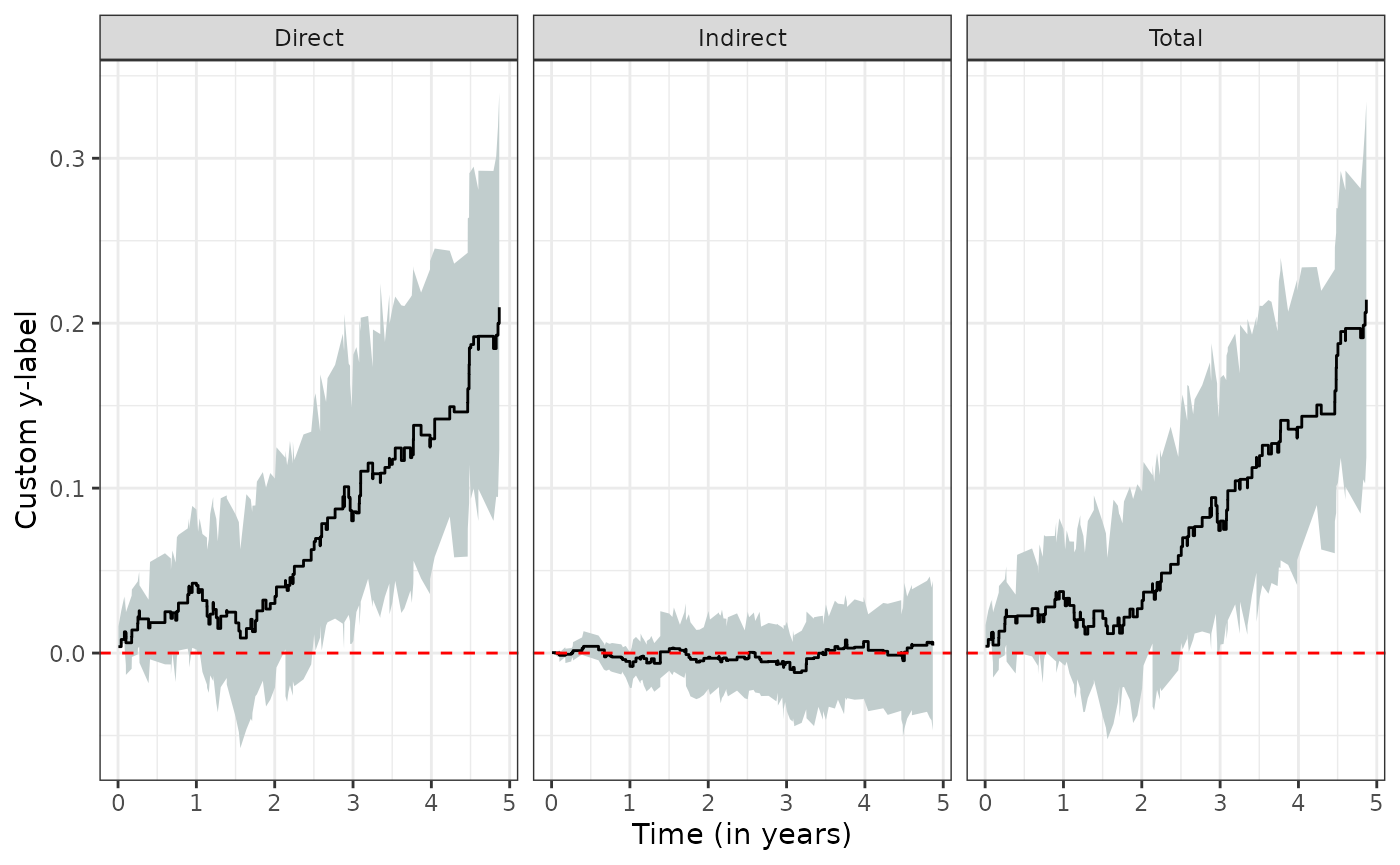 Direct Indirect Total
Custom y-label
0.3
0.2
0.1
0.0
0 1 2 3 4 5 0 1 2 3 4 5 0 1 2 3 4 5
Time (in years)